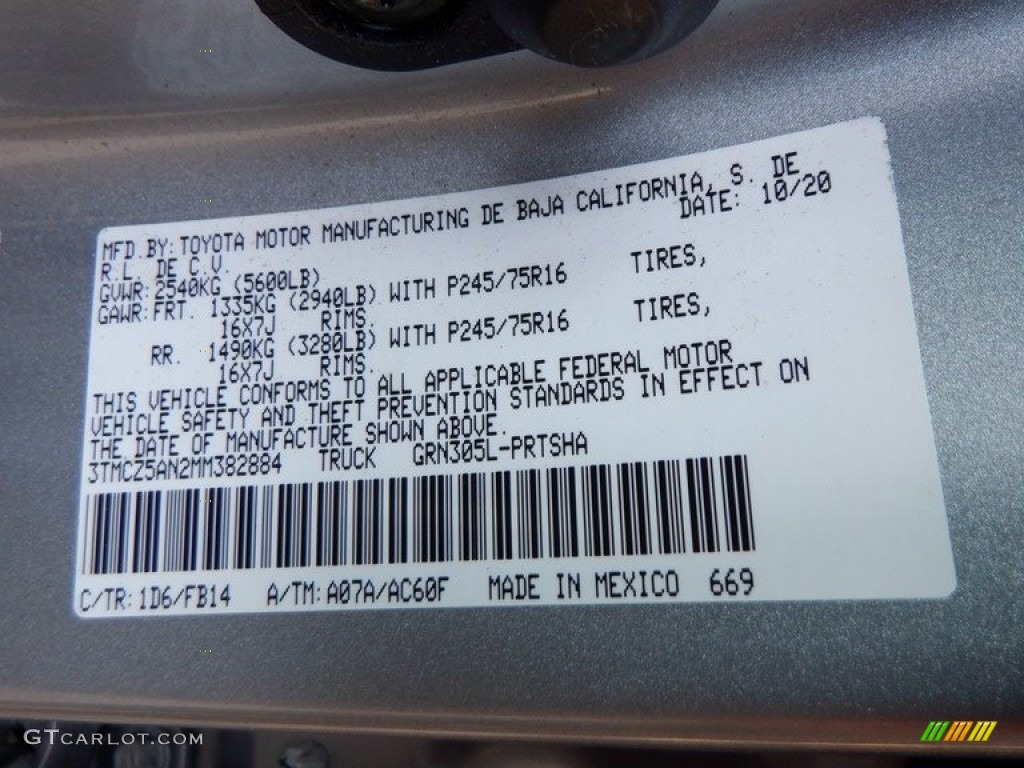 MFD.BY:TOYOTA MOTOR MANUFACTURING DE BAJA CALIFORNIA, S. DE
R.L. DE C.V. DATE: 10/20
GVWR:2540KG (5600LB)
GAWR:FRT. 1335KG (2940LB) WITH P245/75R16 TIRES,
16X7J RIMS,
RR. 1490KG (3280LB) WITH P245/75R16 TIRES,
16X7J RIMS.
THIS VEHICLE CONFORMS TO ALL APPLICABLE FEDERAL MOTOR
VEHICLE SAFETY AND THEFT PREVENTION STANDARDS IN EFFECT ON
THE DATE OF MANUFACTURE SHOWN ABOVE.
3TMCZ5AN2MM382884 TRUCK GRN305L-PRTSHA
C/TR:1D6/FB14 A/TM:A07A/AC60F MADE IN MEXICO 669
GTCARLOT.COM